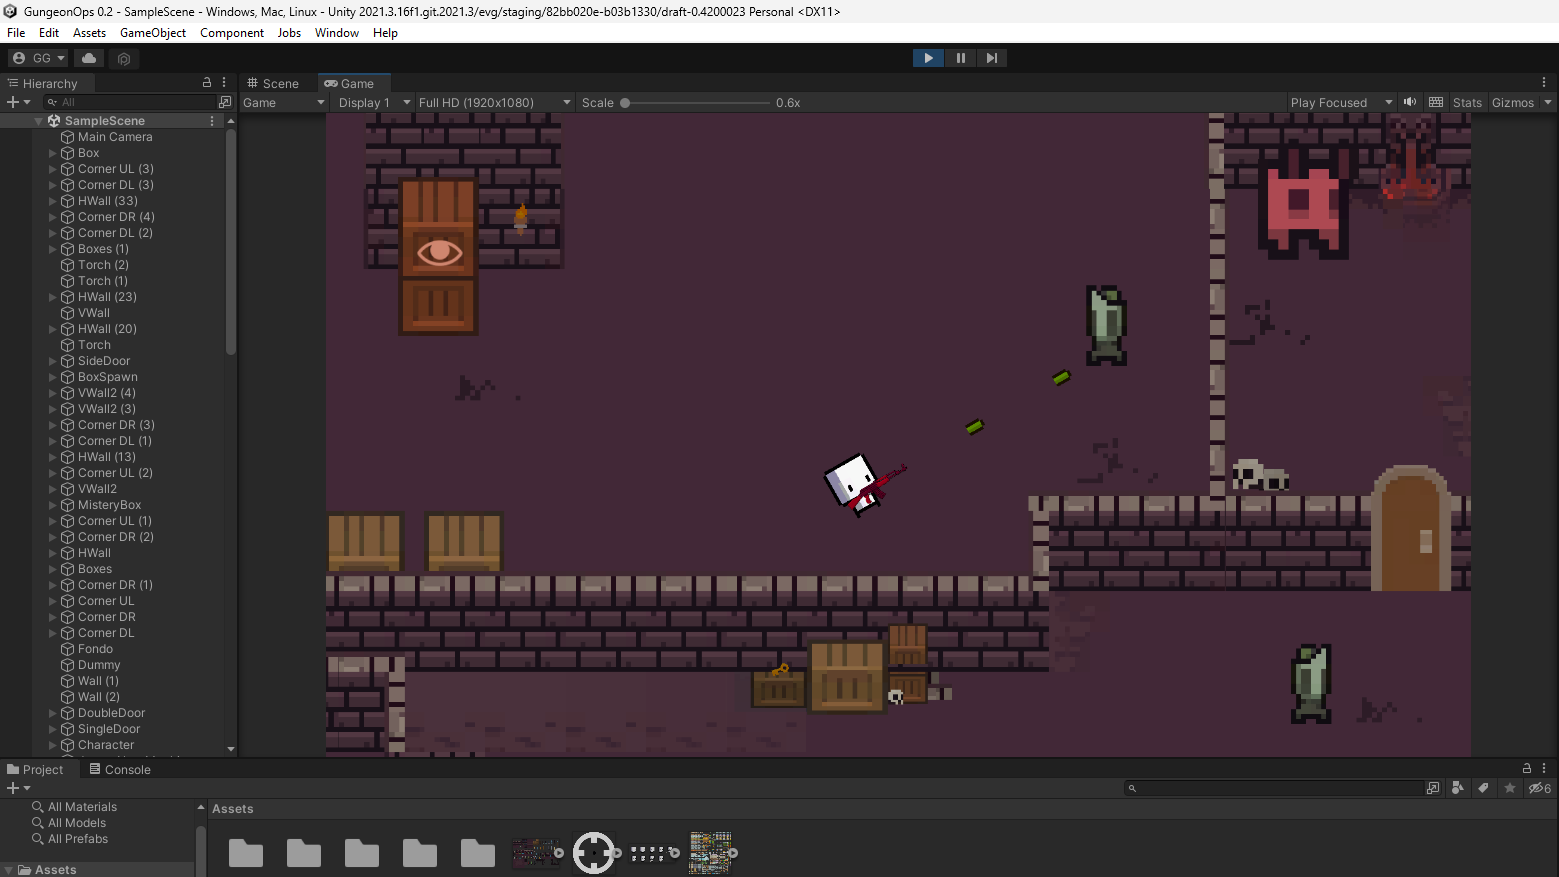 GungeonOps 0.2 - SampleScene - Windows, Mac, Linux - Unity 2021.3.16f1.git.2021.3/evg/staging/82bb020e-b03b1330/draft-0.4200023 Personal <DX11>
File Edit Assets GameObject Component Jobs Window Help
GG
Hierarchy
Scene Game
All
Game Display 1 Full HD (1920x1080) Scale 0.6x Play Focused Stats Gizmos
SampleScene
Main Camera
Box
Corner UL (3)
Corner DL (3)
HWall (33)
Corner DR (4)
Corner DL (2)
Boxes (1)
Torch (2)
Torch (1)
HWall (23)
VWall
HWall (20)
Torch
SideDoor
BoxSpawn
VWall2 (4)
VWall2 (3)
Corner DR (3)
Corner DL (1)
HWall (13)
Corner UL (2)
VWall2
MisteryBox
Corner UL (1)
Corner DR (2)
HWall
Boxes
Corner DR (1)
Corner UL
Corner DR
Corner DL
Fondo
Dummy
Wall (1)
Wall (2)
DoubleDoor
SingleDoor
Character
Project Console
6
All Materials
All Models
All Prefabs
Assets
Assets